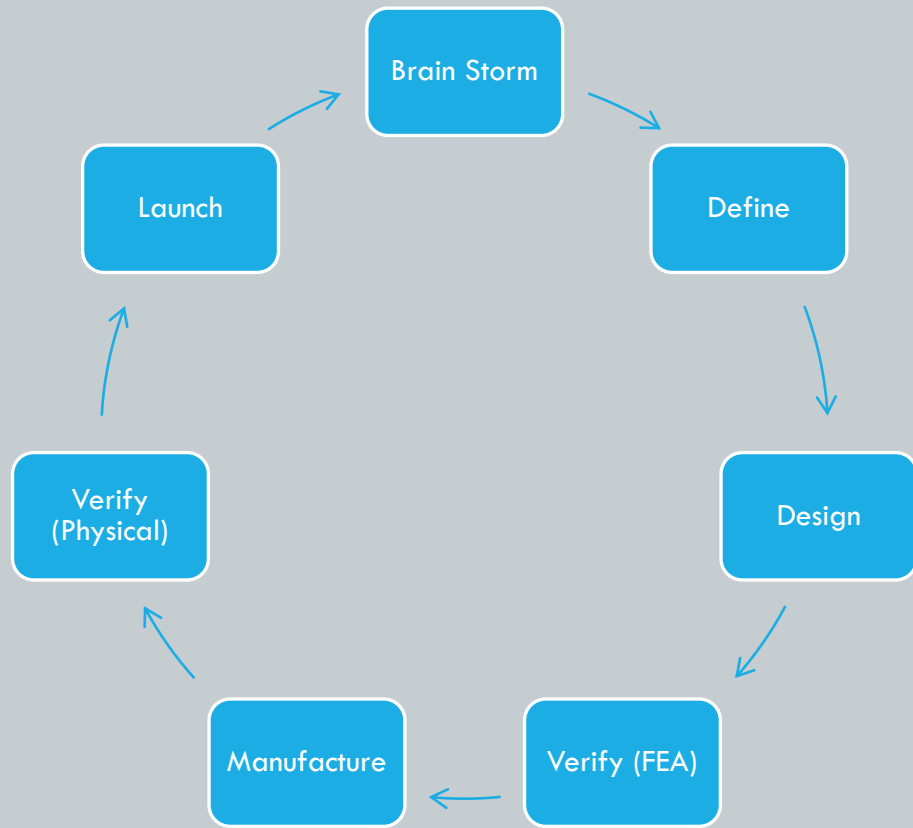 Brain Storm
Define
Design
Verify (FEA)
Manufacture
Verify
(Physical)
Launch